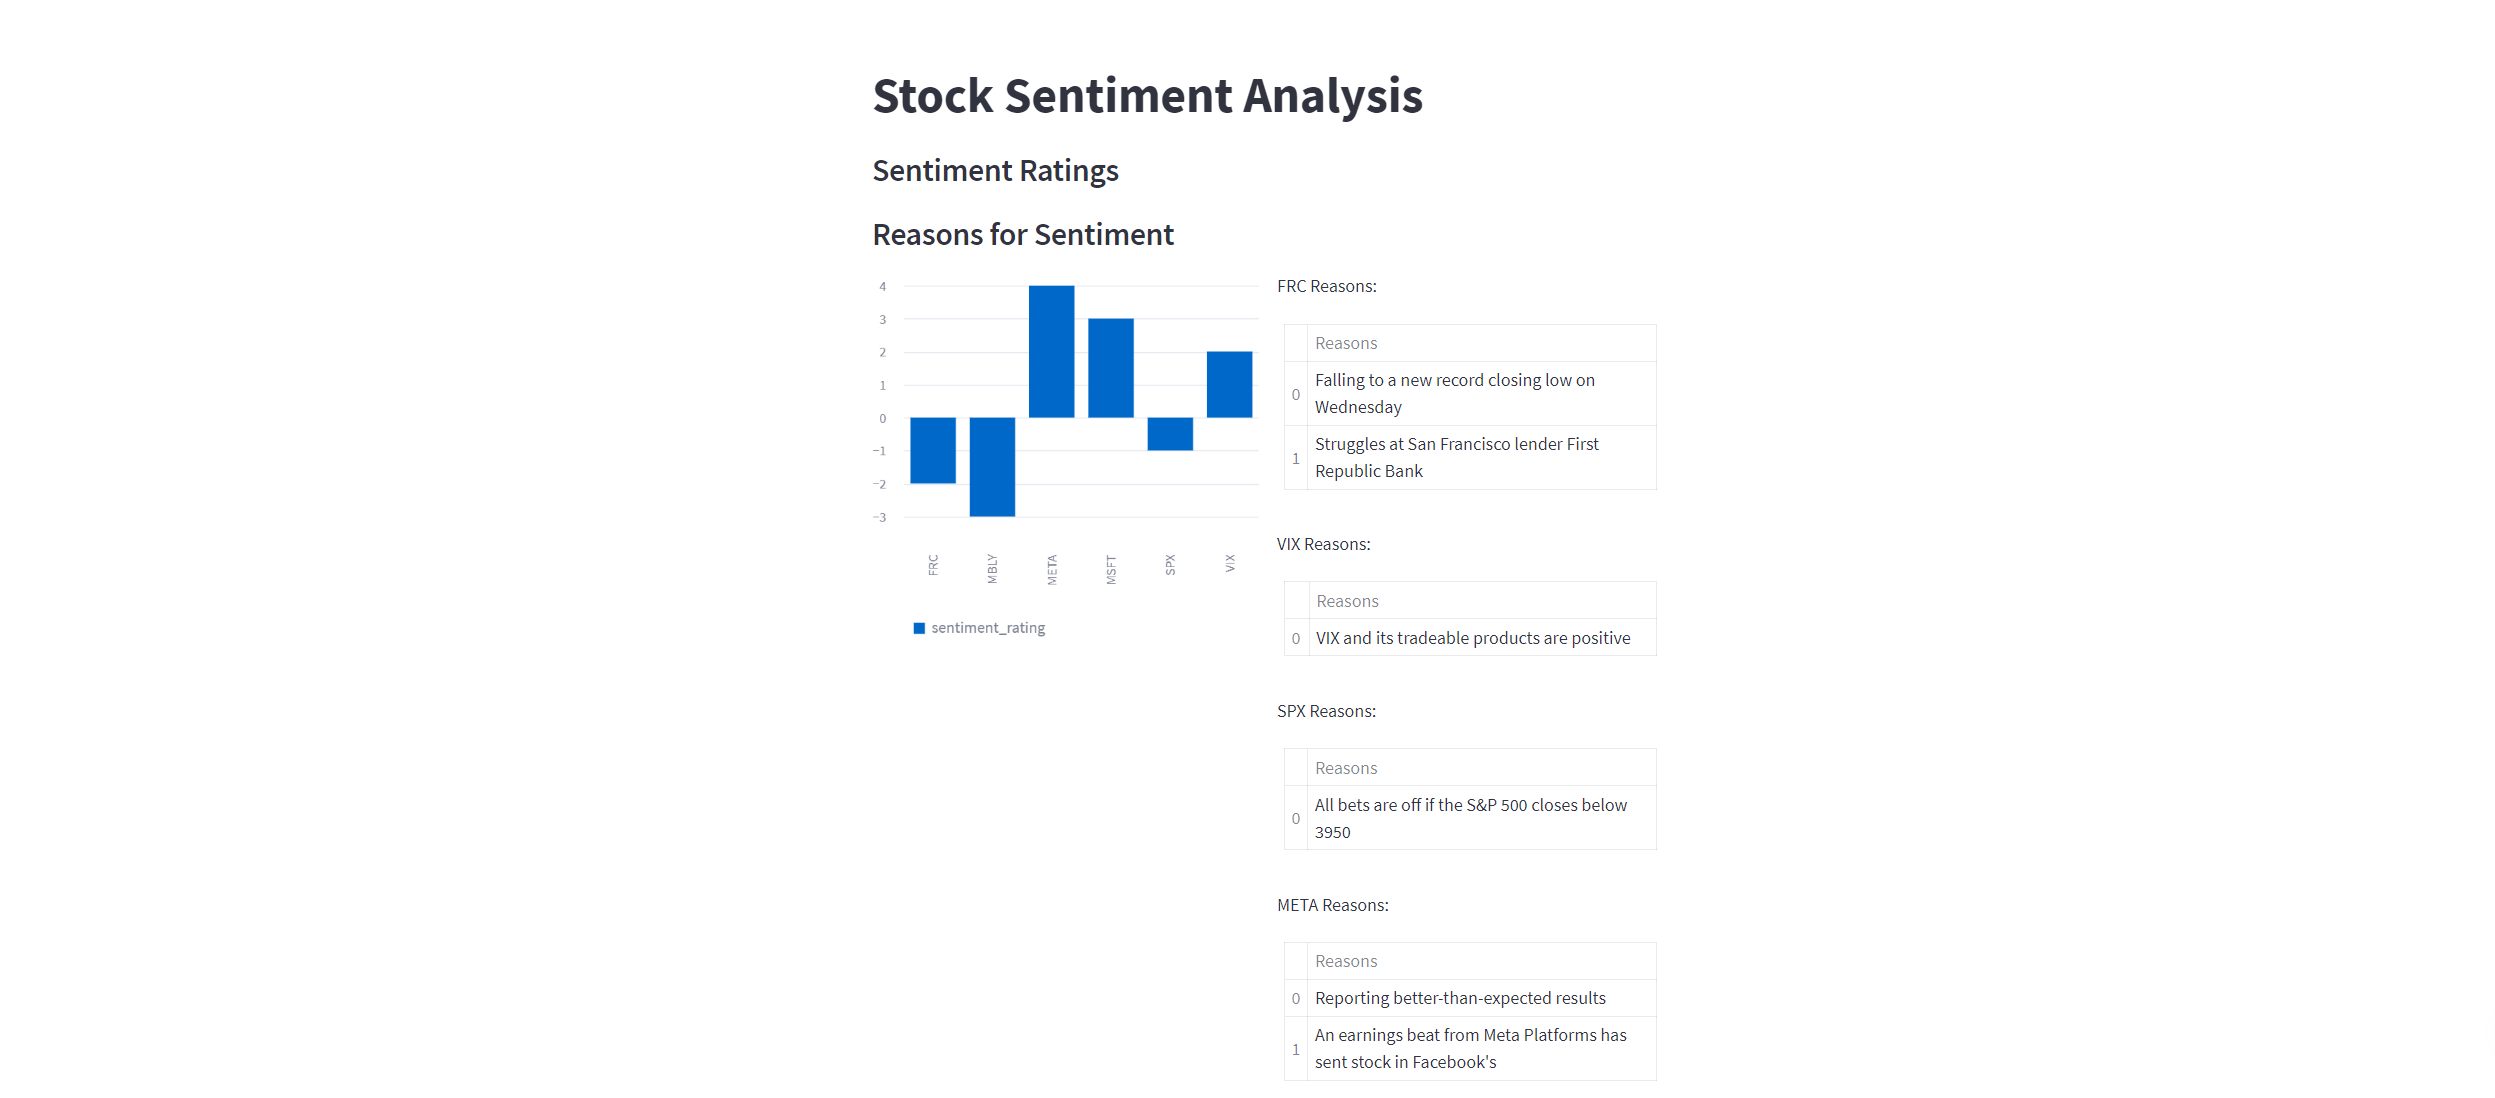 Stock Sentiment Analysis
Sentiment Ratings
Reasons for Sentiment
4
3
2
1
0
−1
−2
−3
FRC
MBLY
META
MSFT
SPX
VIX
sentiment_rating
FRC Reasons:
Reasons
0
Falling to a new record closing low on
Wednesday
1
Struggles at San Francisco lender First
Republic Bank
VIX Reasons:
Reasons
0
VIX and its tradeable products are positive
SPX Reasons:
Reasons
0
All bets are off if the S&P 500 closes below
3950
META Reasons:
Reasons
0
Reporting better-than-expected results
1
An earnings beat from Meta Platforms has
sent stock in Facebook's